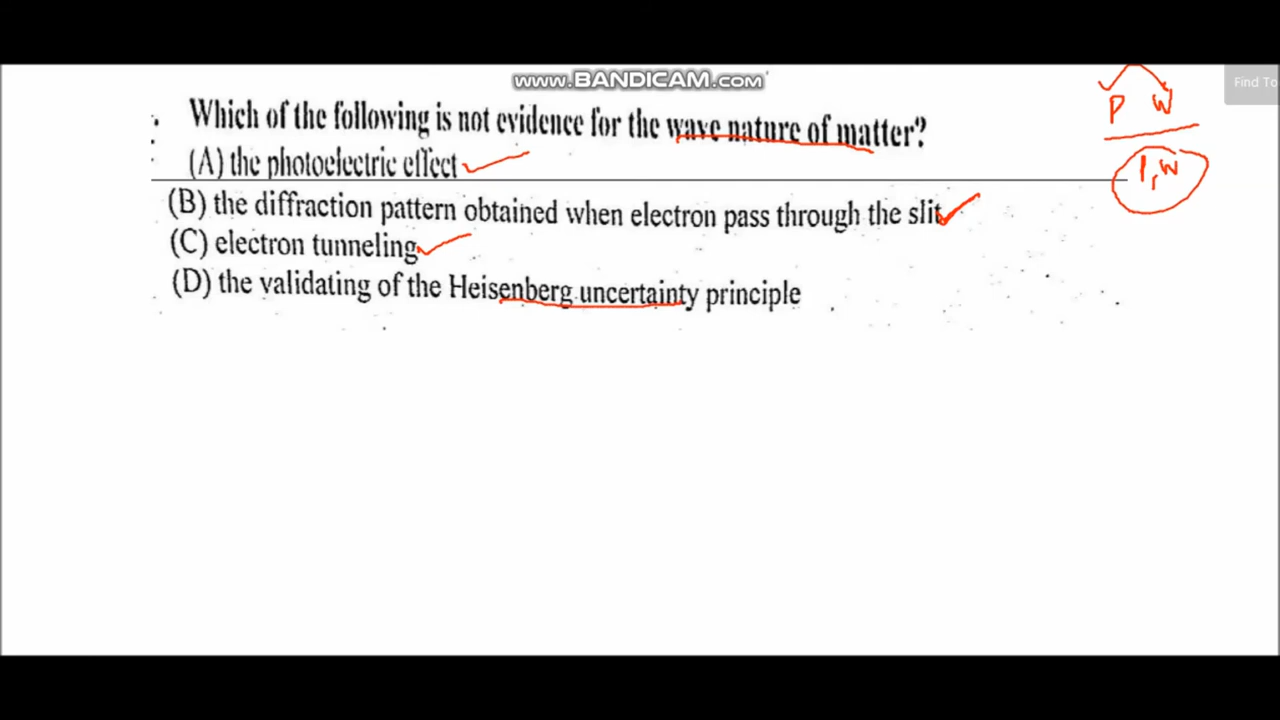 www.BANDICAM.com
Find To
P W
Which of the following is not evidence for the wave nature of matter?
(A) the photoelectric effect
(B) the diffraction pattern obtained when electron pass through the slit
(C) electron tunneling
(D) the validating of the Heisenberg uncertainty principle